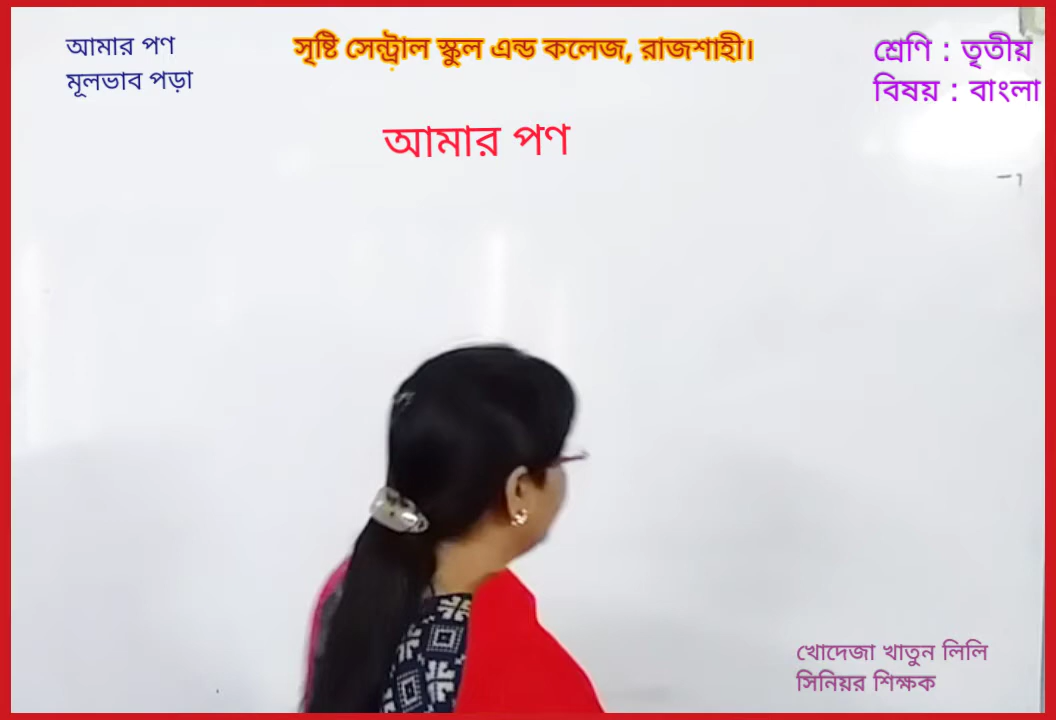 আমার পণ
মূলভাব পড়া
সৃষ্টি সেন্ট্রাল স্কুল এন্ড কলেজ, রাজশাহী।
শ্রেণি : তৃতীয়
বিষয় : বাংলা
আমার পণ
খোদেজা খাতুন লিলি
সিনিয়র শিক্ষক